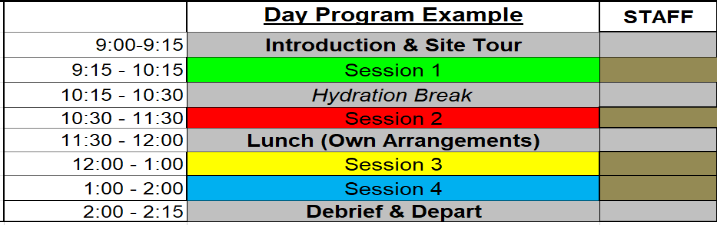 Day Program Example STAFF
9:00-9:15 Introduction & Site Tour
9:15 - 10:15 Session 1
10:15 - 10:30 Hydration Break
10:30 - 11:30 Session 2
11:30 - 12:00 Lunch (Own Arrangements)
12:00 - 1:00 Session 3
1:00 - 2:00 Session 4
2:00 - 2:15 Debrief & Depart